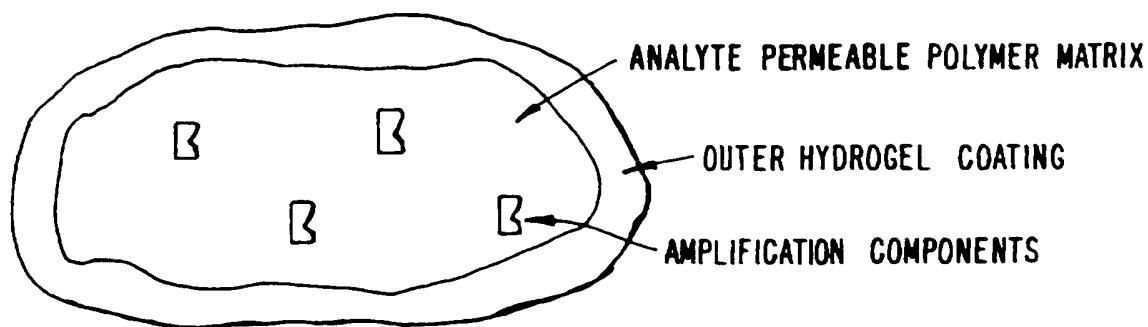 ANALYTE PERMEABLE POLYMER MATRIX
OUTER HYDROGEL COATING
AMPLIFICATION COMPONENTS